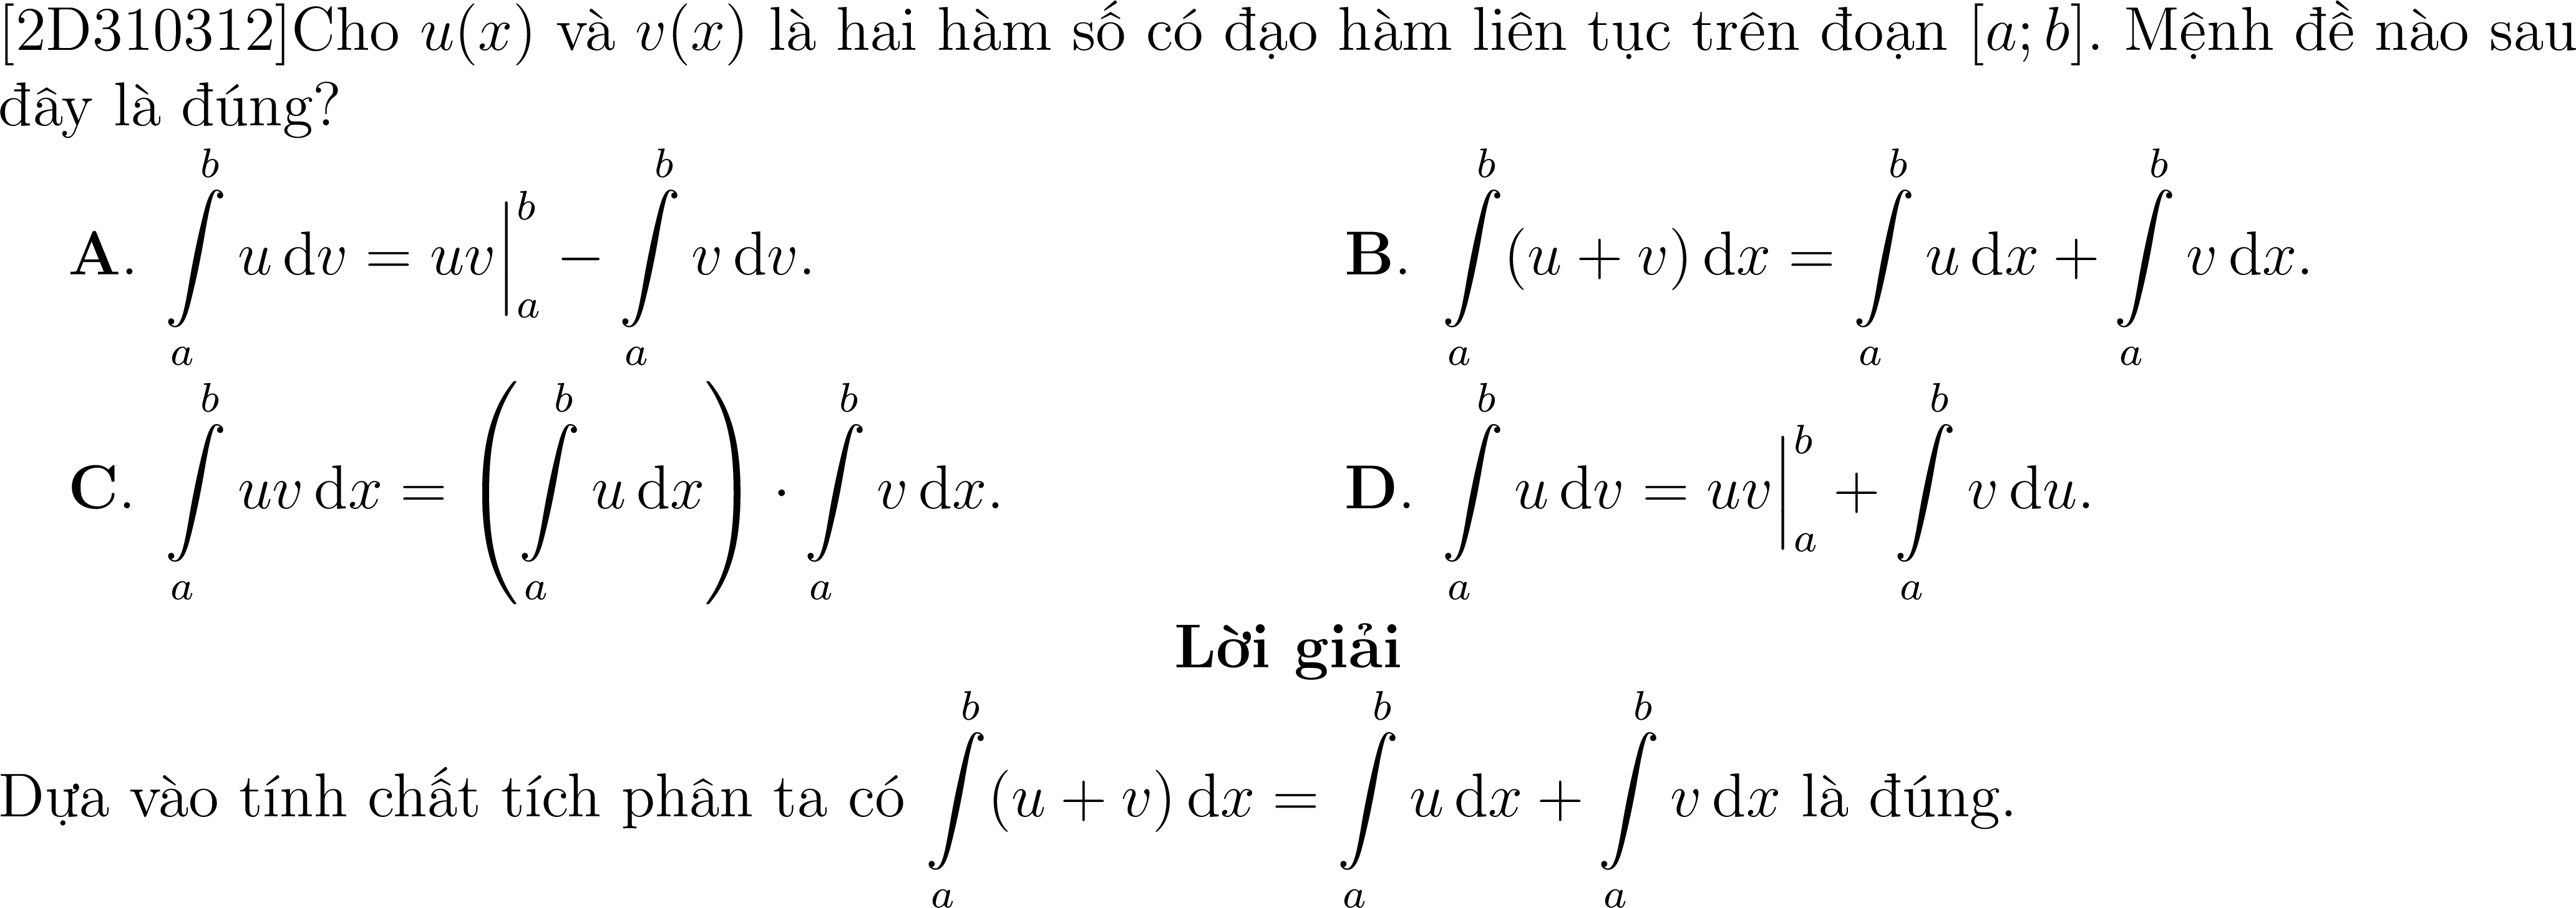 [2D310312]Cho $u(x)$ và $v(x)$ là hai hàm số có đạo hàm liên tục trên đoạn $[a; b]$. Mệnh đề nào sau
đây là đúng?
A. $\int\limits_a^b u \, \mathrm{d}v = uv\Big|_a^b - \int\limits_a^b v \, \mathrm{d}v.$ B. $\int\limits_a^b (u + v) \, \mathrm{d}x = \int\limits_a^b u \, \mathrm{d}x + \int\limits_a^b v \, \mathrm{d}x.$
C. $\int\limits_a^b uv \, \mathrm{d}x = \left( \int\limits_a^b u \, \mathrm{d}x \right) \cdot \int\limits_a^b v \, \mathrm{d}x.$ D. $\int\limits_a^b u \, \mathrm{d}v = uv\Big|_a^b + \int\limits_a^b v \, \mathrm{d}u.$
Lời giải
Dựa vào tính chất tích phân ta có $\int\limits_a^b (u + v) \, \mathrm{d}x = \int\limits_a^b u \, \mathrm{d}x + \int\limits_a^b v \, \mathrm{d}x$ là đúng.